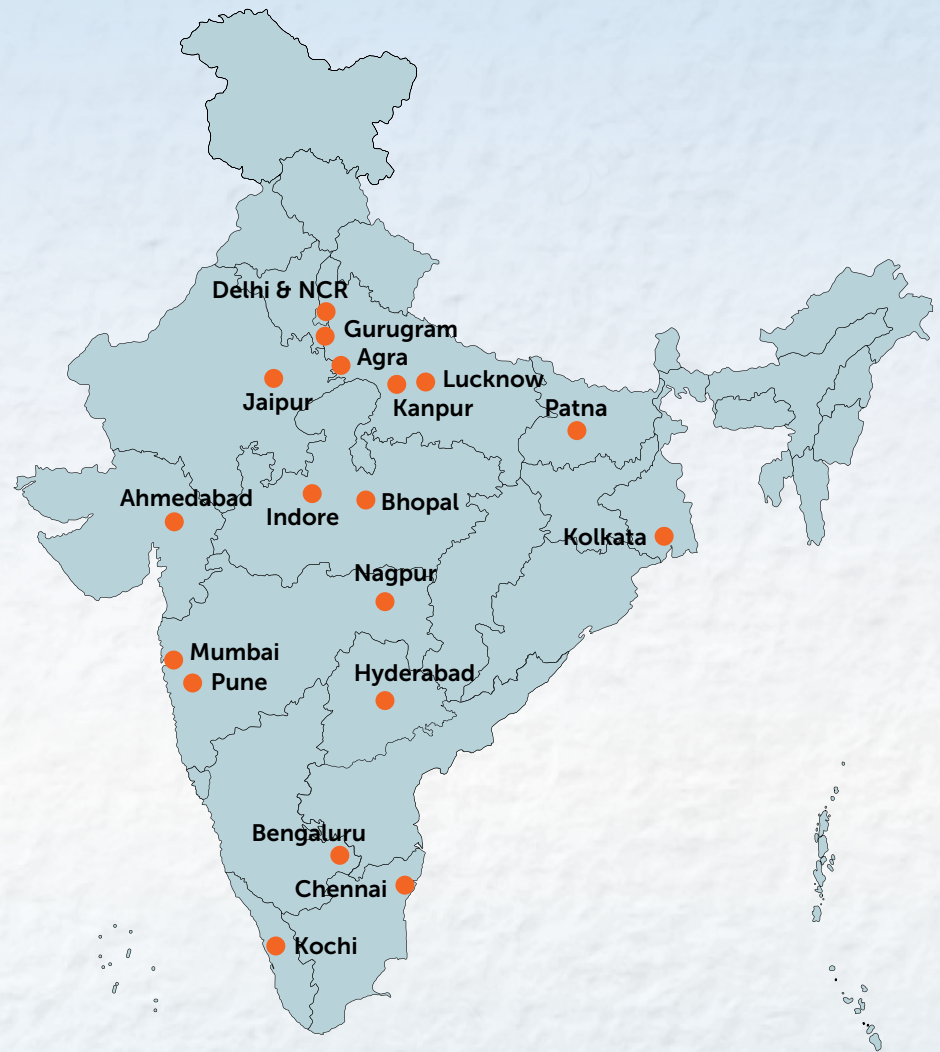 Delhi & NCR
Gurugram
Agra
Lucknow
Jaipur
Kanpur
Patna
Ahmedabad
Bhopal
Indore
Kolkata
Nagpur
Mumbai
Hyderabad
Pune
Bengaluru
Chennai
Kochi